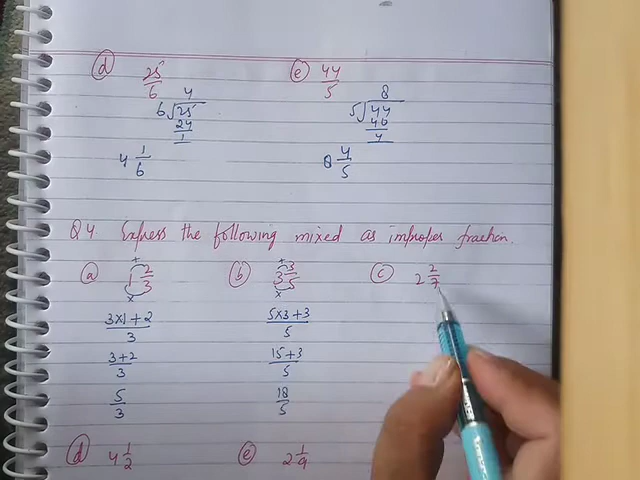 (d) 25/6 (e) 44/5
4 8
6√25 5√44
24 40
1 4
4 1/6 8 4/5
Q4. Express the following mixed as improper fraction.
(a) 1 2/3 (b) 3 3/5 (c) 2 2/7
+ +
× ×
3×1+2/3 5×3+3/5
3+2/3 15+3/5
5/3 18/5
(d) 4 1/2 (e) 2 1/9